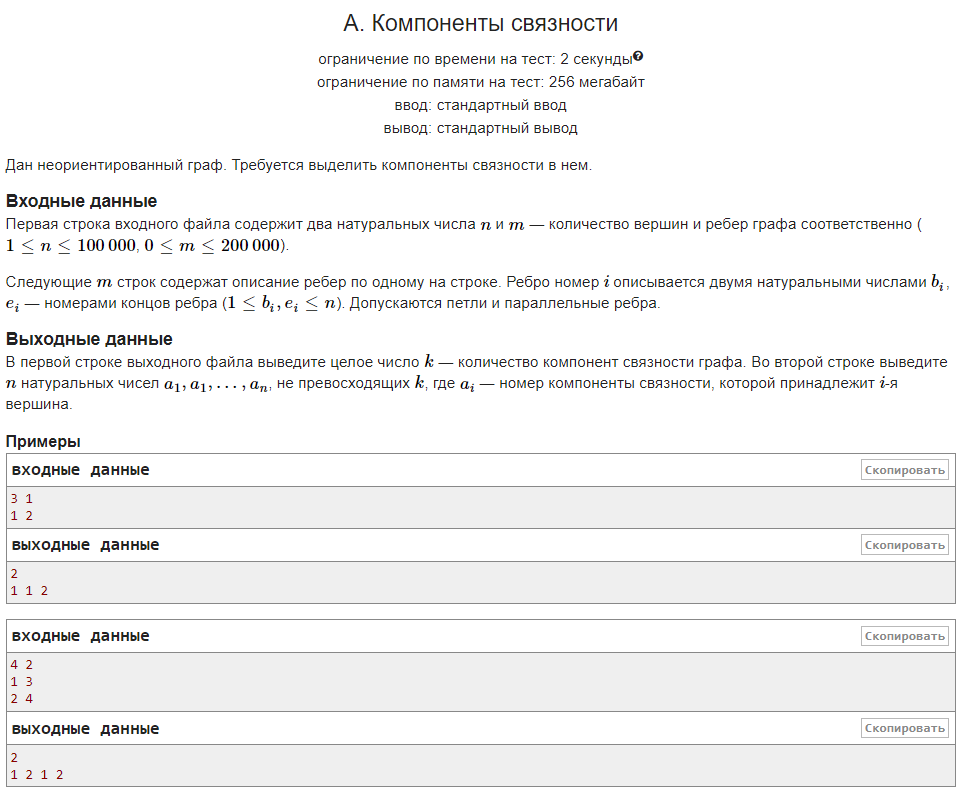 А. Компоненты связности
ограничение по времени на тест: 2 секунды
ограничение по памяти на тест: 256 мегабайт
ввод: стандартный ввод
вывод: стандартный вывод
Дан неориентированный граф. Требуется выделить компоненты связности в нем.
Входные данные
Первая строка входного файла содержит два натуральных числа n и m — количество вершин и ребер графа соответственно (
1 ≤ n ≤ 100 000, 0 ≤ m ≤ 200 000).
Следующие m строк содержат описание ребер по одному на строке. Ребро номер i описывается двумя натуральными числами b_i,
e_i — номерами концов ребра (1 ≤ b_i, e_i ≤ n). Допускаются петли и параллельные ребра.
Выходные данные
В первой строке выходного файла выведите целое число k — количество компонент связности графа. Во второй строке выведите
n натуральных чисел a_1, a_1, ..., a_n, не превосходящих k, где a_i — номер компоненты связности, которой принадлежит i-я
вершина.
Примеры
входные данные Скопировать
3 1
1 2
выходные данные Скопировать
2
1 1 2
входные данные Скопировать
4 2
1 3
2 4
выходные данные Скопировать
2
1 2 1 2